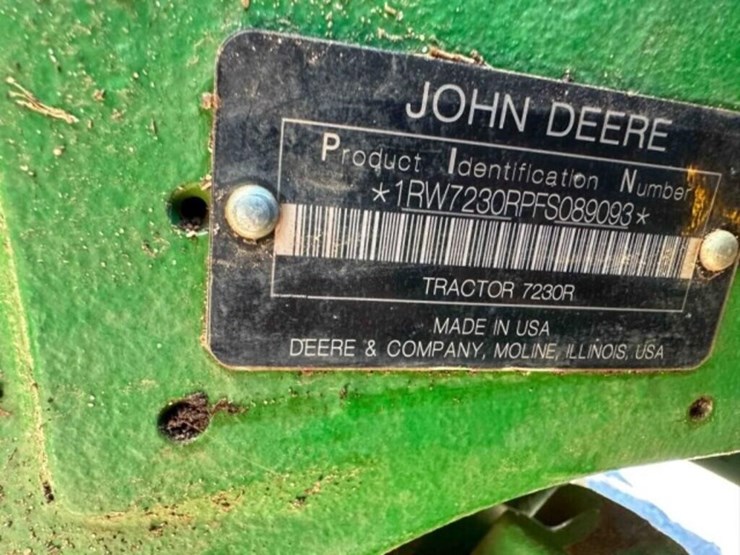 JOHN DEERE
Product Identification Number
*1RW7230RPFS089093*
TRACTOR 7230R
MADE IN USA
DEERE & COMPANY, MOLINE, ILLINOIS, USA